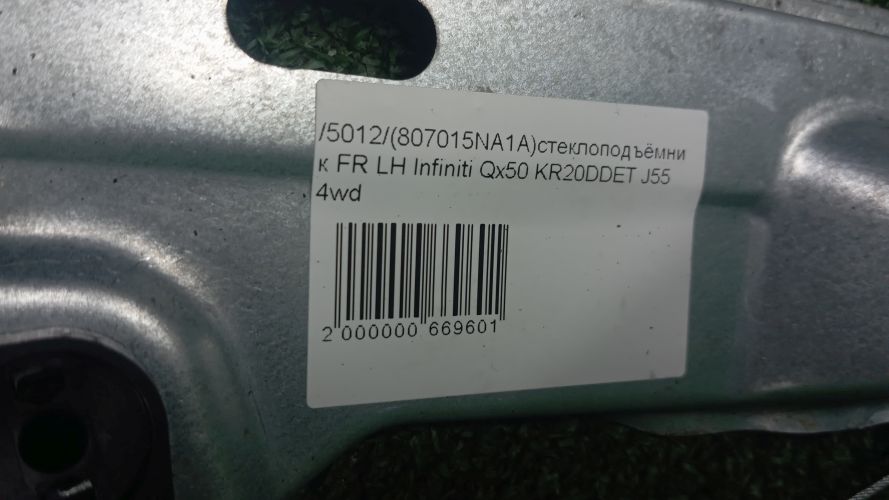 /5012/(807015NA1A)стеклоподъёмни
к FR LH Infiniti Qx50 KR20DDET J55
4wd
2 000000 669601